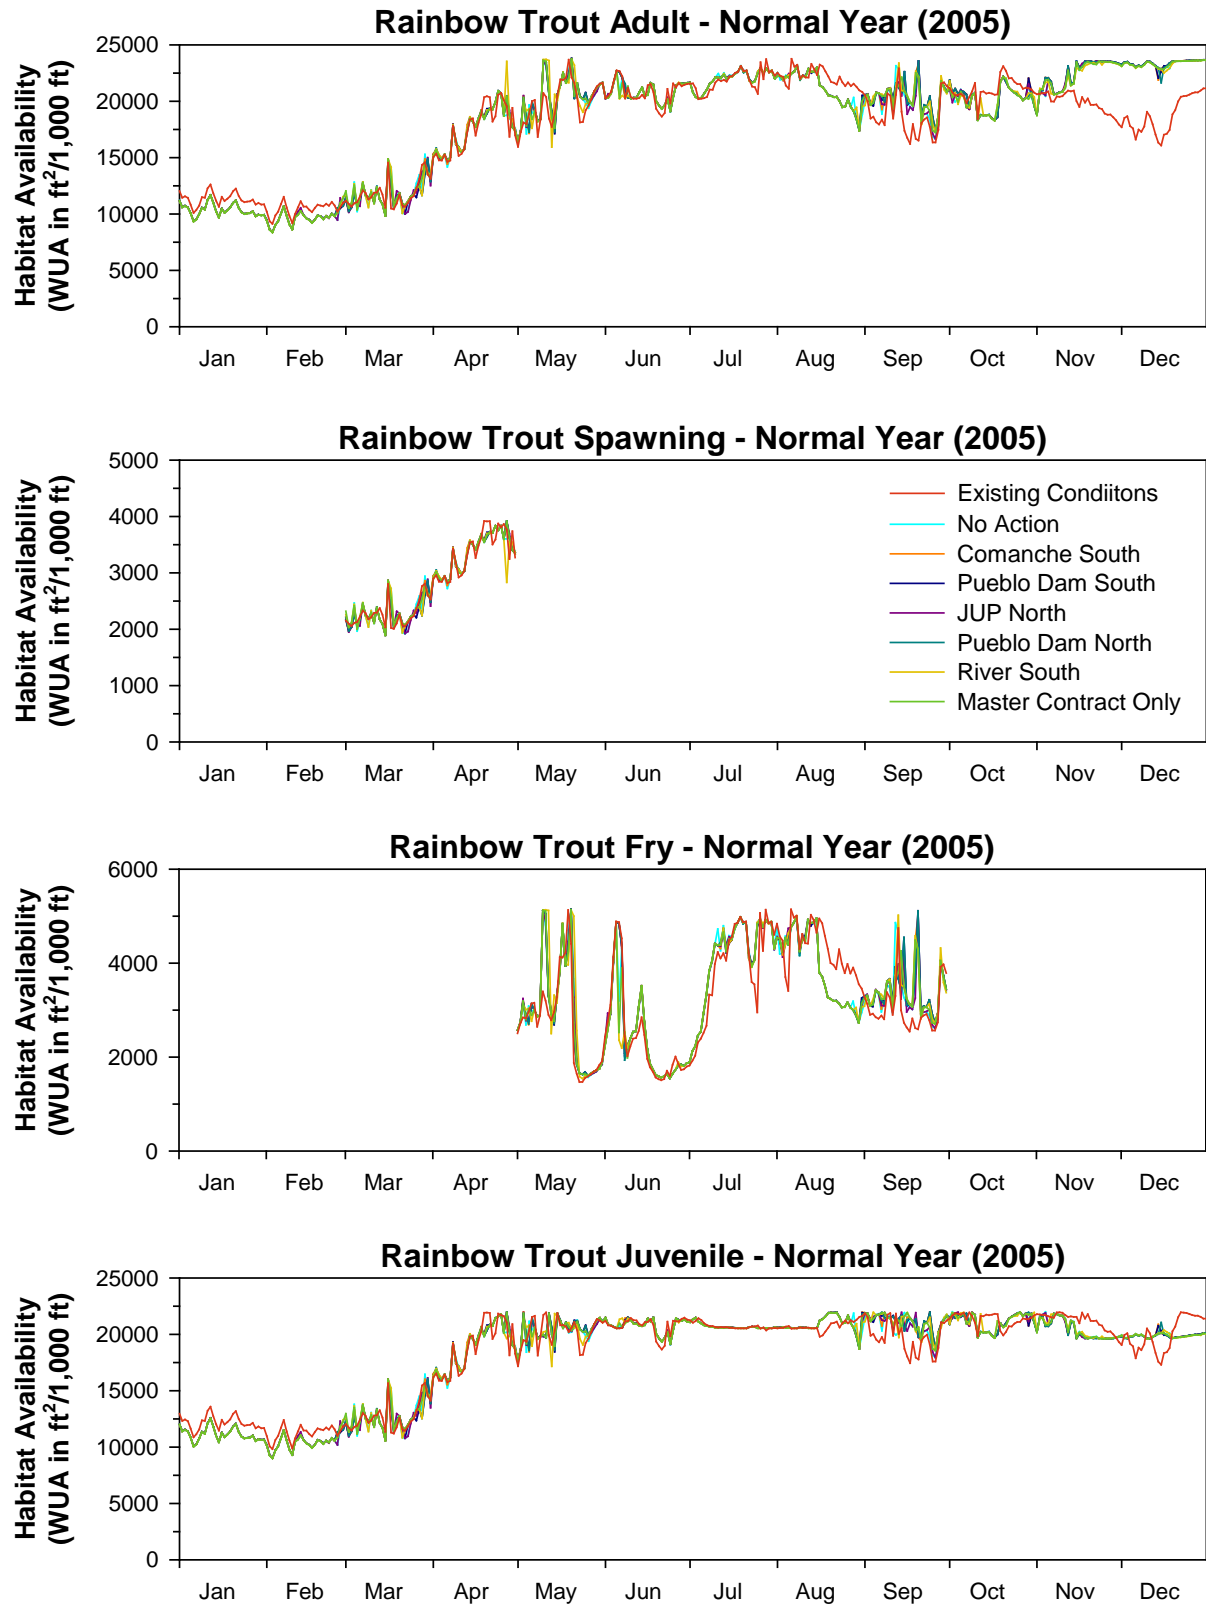 Rainbow Trout Adult - Normal Year (2005)
Habitat Availability
(WUA in ft²/1,000 ft)
25000
20000
15000
10000
5000
0
Jan Feb Mar Apr May Jun Jul Aug Sep Oct Nov Dec
Rainbow Trout Spawning - Normal Year (2005)
Habitat Availability
(WUA in ft²/1,000 ft)
5000
4000
3000
2000
1000
0
Existing Condiitons
No Action
Comanche South
Pueblo Dam South
JUP North
Pueblo Dam North
River South
Master Contract Only
Jan Feb Mar Apr May Jun Jul Aug Sep Oct Nov Dec
Rainbow Trout Fry - Normal Year (2005)
Habitat Availability
(WUA in ft²/1,000 ft)
6000
4000
2000
0
Jan Feb Mar Apr May Jun Jul Aug Sep Oct Nov Dec
Rainbow Trout Juvenile - Normal Year (2005)
Habitat Availability
(WUA in ft²/1,000 ft)
25000
20000
15000
10000
5000
0
Jan Feb Mar Apr May Jun Jul Aug Sep Oct Nov Dec